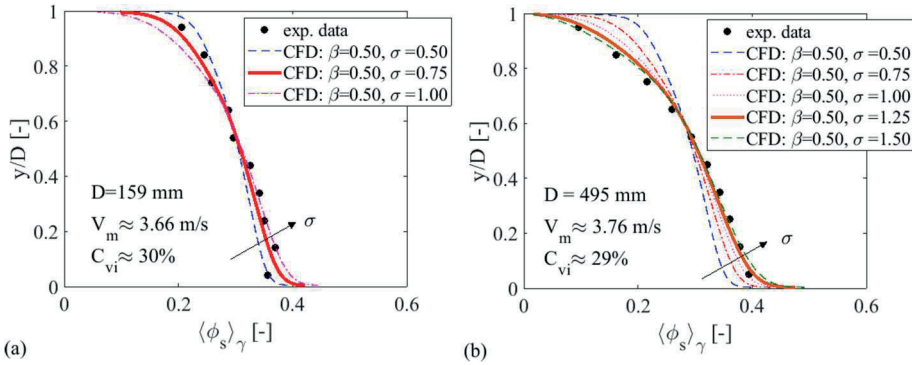 1
0.8
0.6
0.4
0.2
0
y/D [-]
exp. data
CFD: β=0.50, σ=0.50
CFD: β=0.50, σ=0.75
CFD: β=0.50, σ=1.00
D=159 mm
V_m≈ 3.66 m/s
C_vi≈ 30%
σ
0 0.2 0.4 0.6
⟨ϕ_s⟩_γ [-]
(a)
1
0.8
0.6
0.4
0.2
0
y/D [-]
exp. data
CFD: β=0.50, σ=0.50
CFD: β=0.50, σ=0.75
CFD: β=0.50, σ=1.00
CFD: β=0.50, σ=1.25
CFD: β=0.50, σ=1.50
D = 495 mm
V_m≈ 3.76 m/s
C_vi≈ 29%
σ
0 0.2 0.4 0.6
⟨ϕ_s⟩_γ [-]
(b)